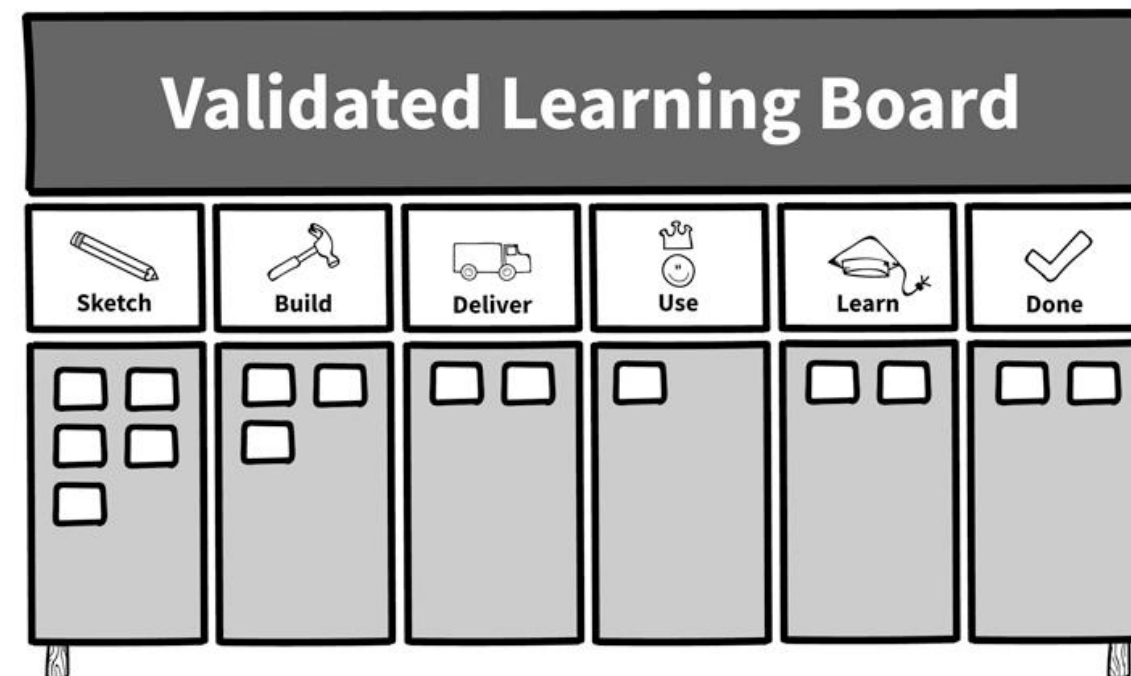 Validated Learning Board
Sketch
Build
Deliver
Use
Learn
Done